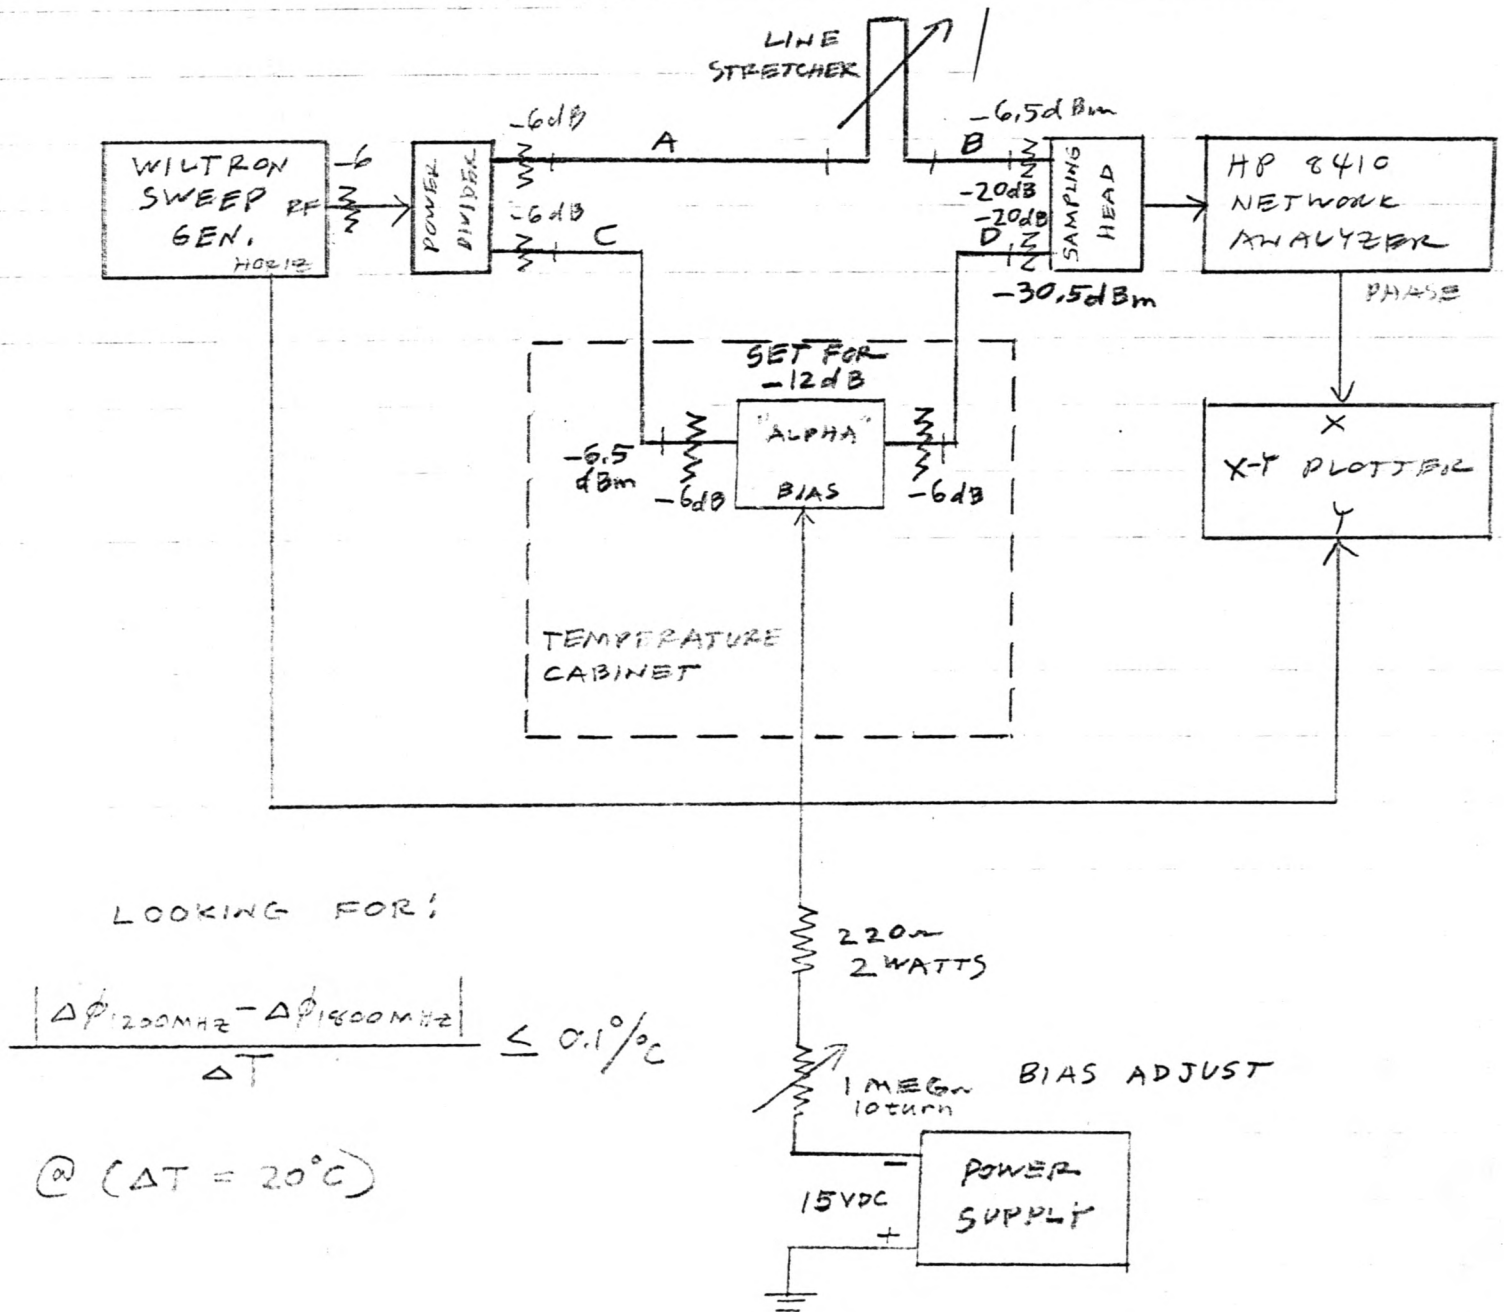 LINE
STRETCHER
WILTRON
SWEEP
GEN.
RF
HORIZ
-6
POWER
DIVIDER
-6dB
-6dB
A
C
B
D
-6.5dBm
-20dB
-20dB
-30.5dBm
SAMPLING
HEAD
HP 8410
NETWORK
ANALYZER
PHASE
X
X-Y PLOTTER
Y
SET FOR
-12dB
"ALPHA"
BIAS
-6.5
dBm
-6dB
-6dB
TEMPERATURE
CABINET
220Ω
2 WATTS
1 MEGΩ
10 turn
BIAS ADJUST
15VDC
-
+
POWER
SUPPLY
LOOKING FOR:
|Δφ1200MHZ - Δφ1800MHZ|
ΔT
≤ 0.1°/°C
@ (ΔT = 20°C)